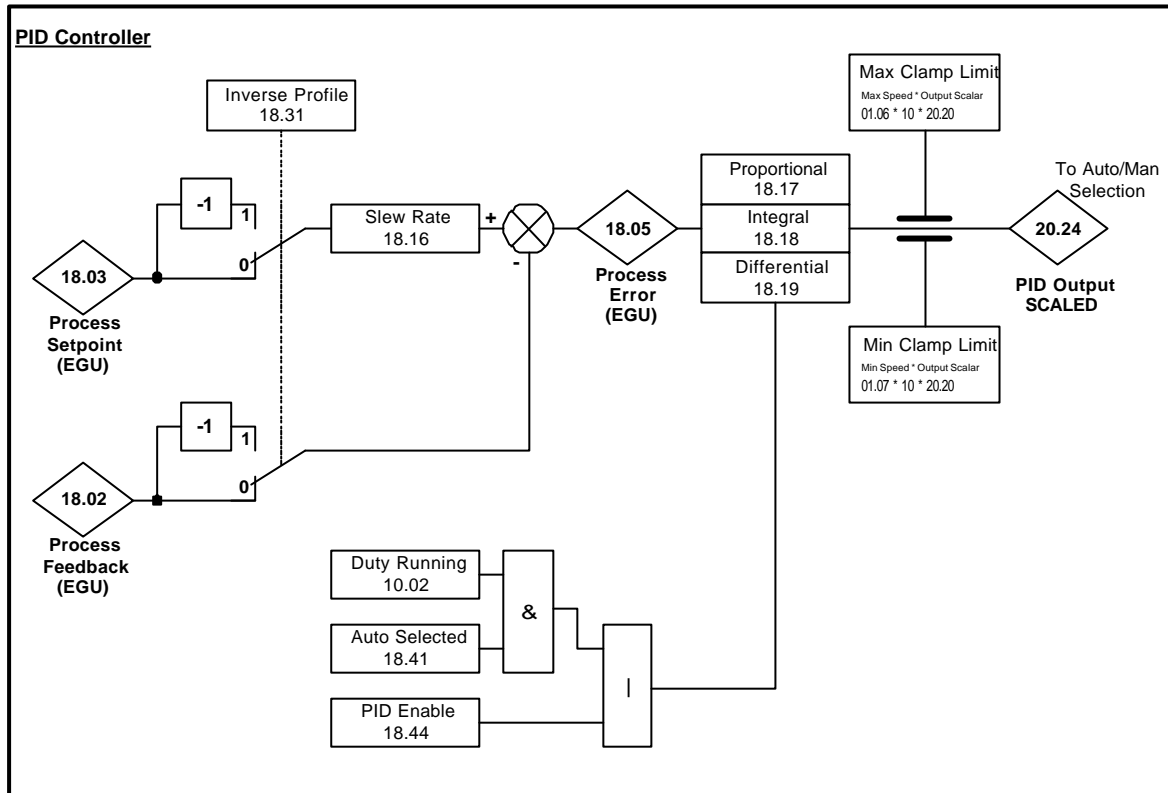 PID Controller
Inverse Profile
18.31
Max Clamp Limit
Max Speed * Output Scalar
01.06 * 10 * 20.20
-1
1
0
18.03
Process
Setpoint
(EGU)
Slew Rate
18.16
+
-
18.05
Process
Error
(EGU)
Proportional
18.17
Integral
18.18
Differential
18.19
To Auto/Man
Selection
20.24
PID Output
SCALED
Min Clamp Limit
Min Speed * Output Scalar
01.07 * 10 * 20.20
-1
1
0
18.02
Process
Feedback
(EGU)
Duty Running
10.02
Auto Selected
18.41
PID Enable
18.44
&
|